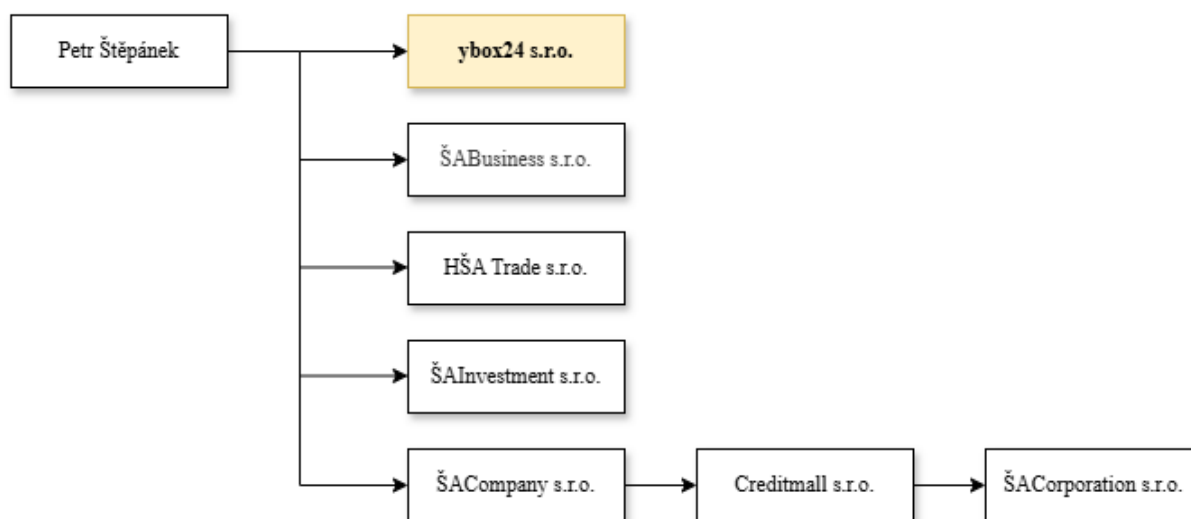 Petr Štěpánek
ybox24 s.r.o.
ŠABusiness s.r.o.
HŠA Trade s.r.o.
ŠAInvestment s.r.o.
ŠACompany s.r.o.
Creditmall s.r.o.
ŠACorporation s.r.o.